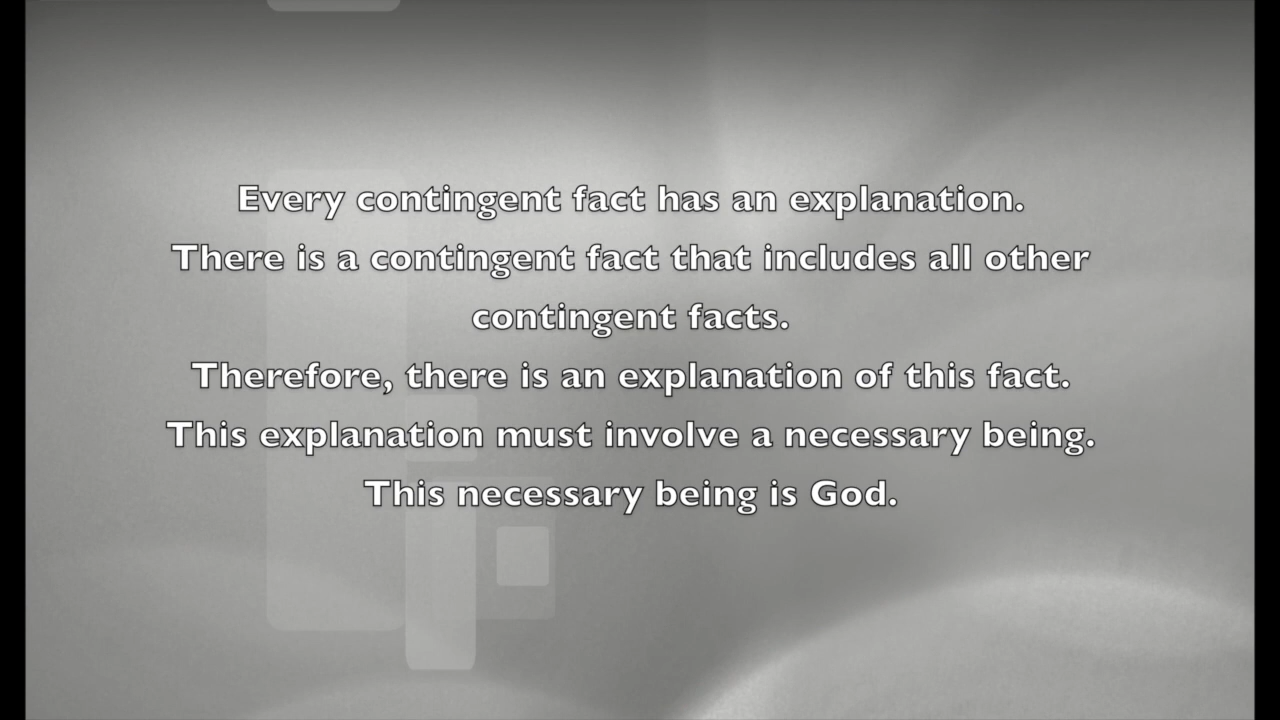 Every contingent fact has an explanation.
There is a contingent fact that includes all other
contingent facts.
Therefore, there is an explanation of this fact.
This explanation must involve a necessary being.
This necessary being is God.